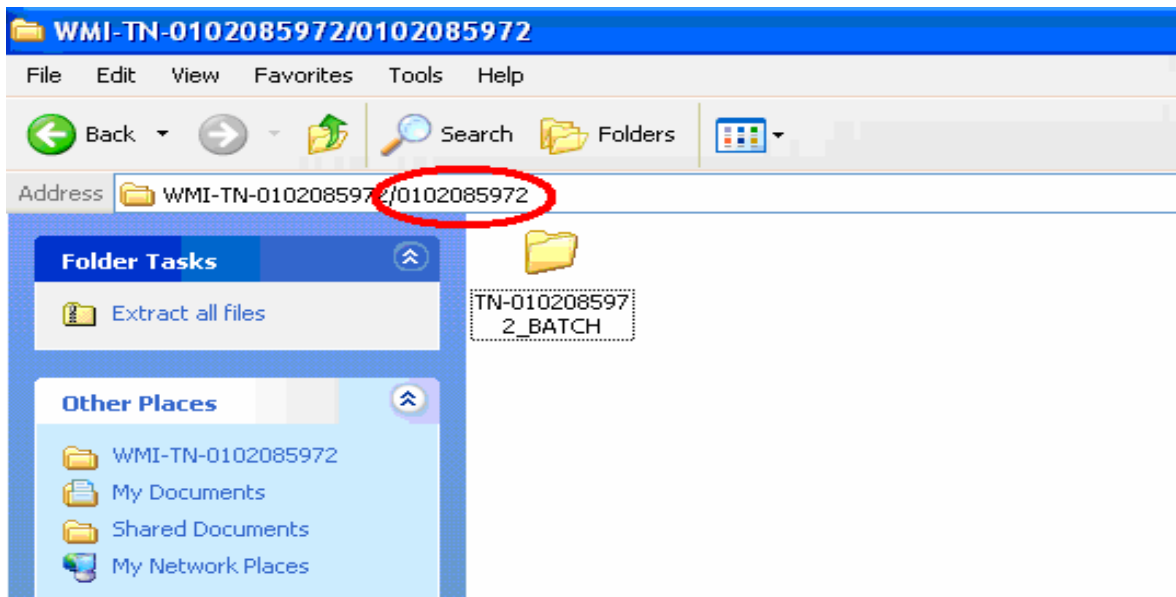 WMI-TN-0102085972/0102085972
File Edit View Favorites Tools Help
Back Search Folders
Address WMI-TN-0102085972/0102085972
Folder Tasks
Extract all files
TN-010208597
2_BATCH
Other Places
WMI-TN-0102085972
My Documents
Shared Documents
My Network Places